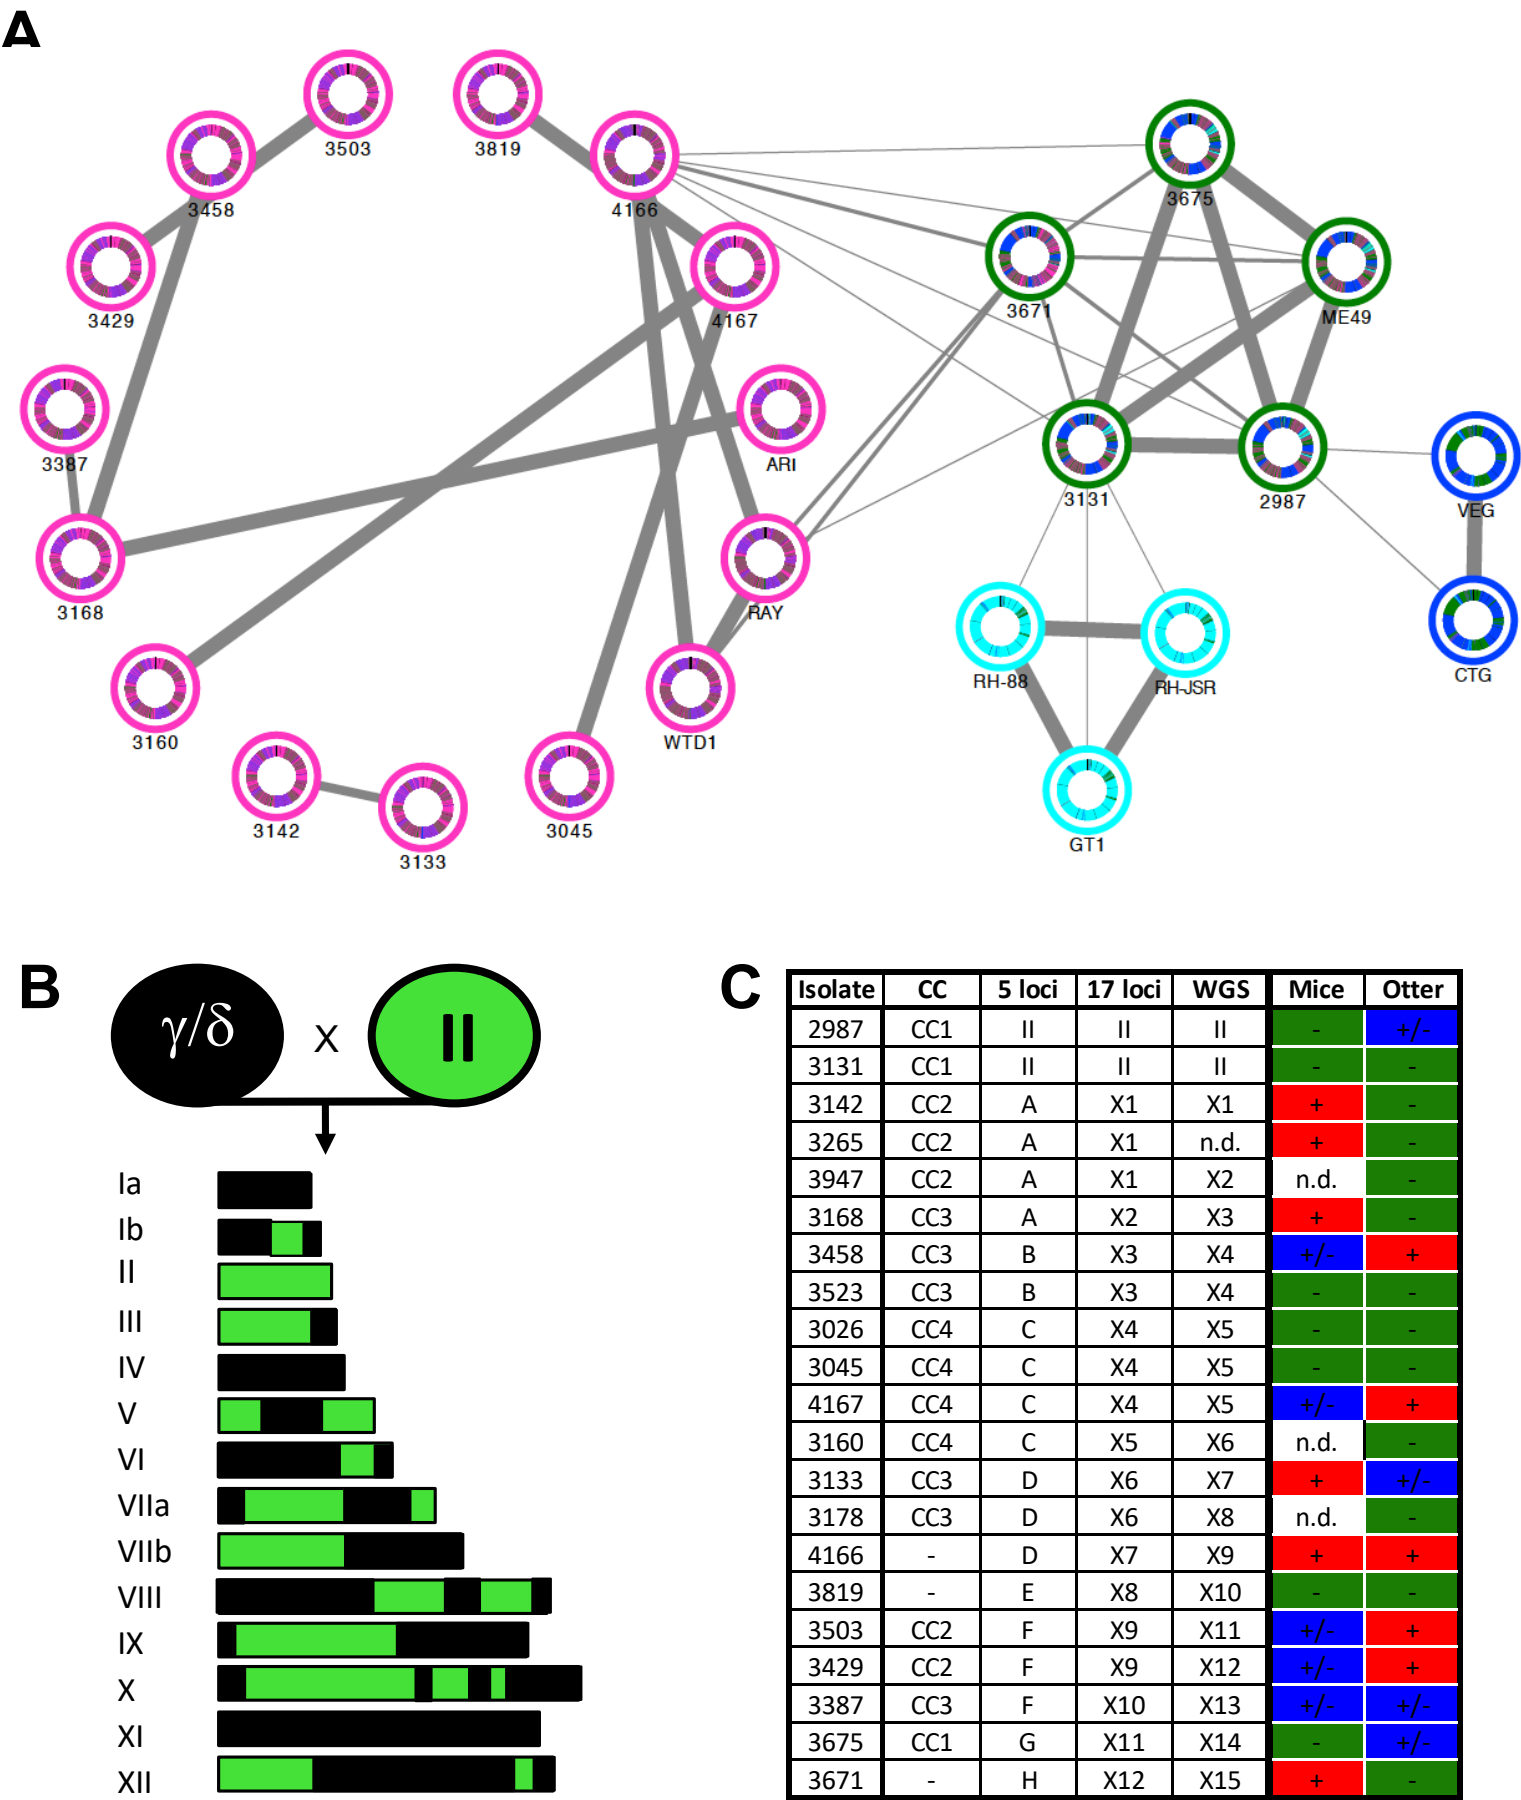 A
3503
3819
3458
4166
3675
3429
4167
3671
ME49
3387
ARI
3131
2987
VEG
3168
RAY
CTG
3160
WTD1
RH-88
RH-JSR
3142
3133
3045
GT1
B
γ/δ X II
Ia
Ib
II
III
IV
V
VI
VIIa
VIIb
VIII
IX
X
XI
XII
C
Isolate CC 5 loci 17 loci WGS Mice Otter
2987 CC1 II II II - +/-
3131 CC1 II II II - -
3142 CC2 A X1 X1 + -
3265 CC2 A X1 n.d. + -
3947 CC2 A X1 X2 n.d. -
3168 CC3 A X2 X3 + -
3458 CC3 B X3 X4 +/- +
3523 CC3 B X3 X4 - -
3026 CC4 C X4 X5 - -
3045 CC4 C X4 X5 - -
4167 CC4 C X4 X5 +/- +
3160 CC4 C X5 X6 n.d. -
3133 CC3 D X6 X7 + +/-
3178 CC3 D X6 X8 n.d. -
4166 - D X7 X9 + +
3819 - E X8 X10 - -
3503 CC2 F X9 X11 +/- +
3429 CC2 F X9 X12 +/- +
3387 CC3 F X10 X13 +/- +/-
3675 CC1 G X11 X14 - +/-
3671 - H X12 X15 + -